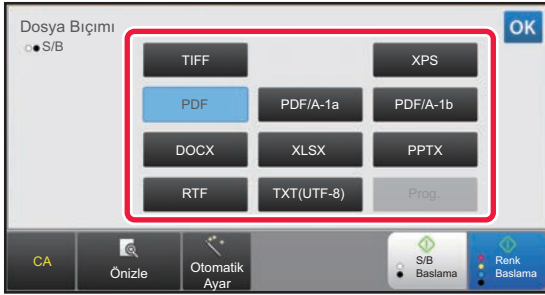 Dosya Bıçımı
OK
S/B
TIFF
XPS
PDF
PDF/A-1a
PDF/A-1b
DOCX
XLSX
PPTX
RTF
TXT(UTF-8)
Prog.
CA
Önizle
Otomatik
Ayar
S/B
Baslama
Renk
Baslama